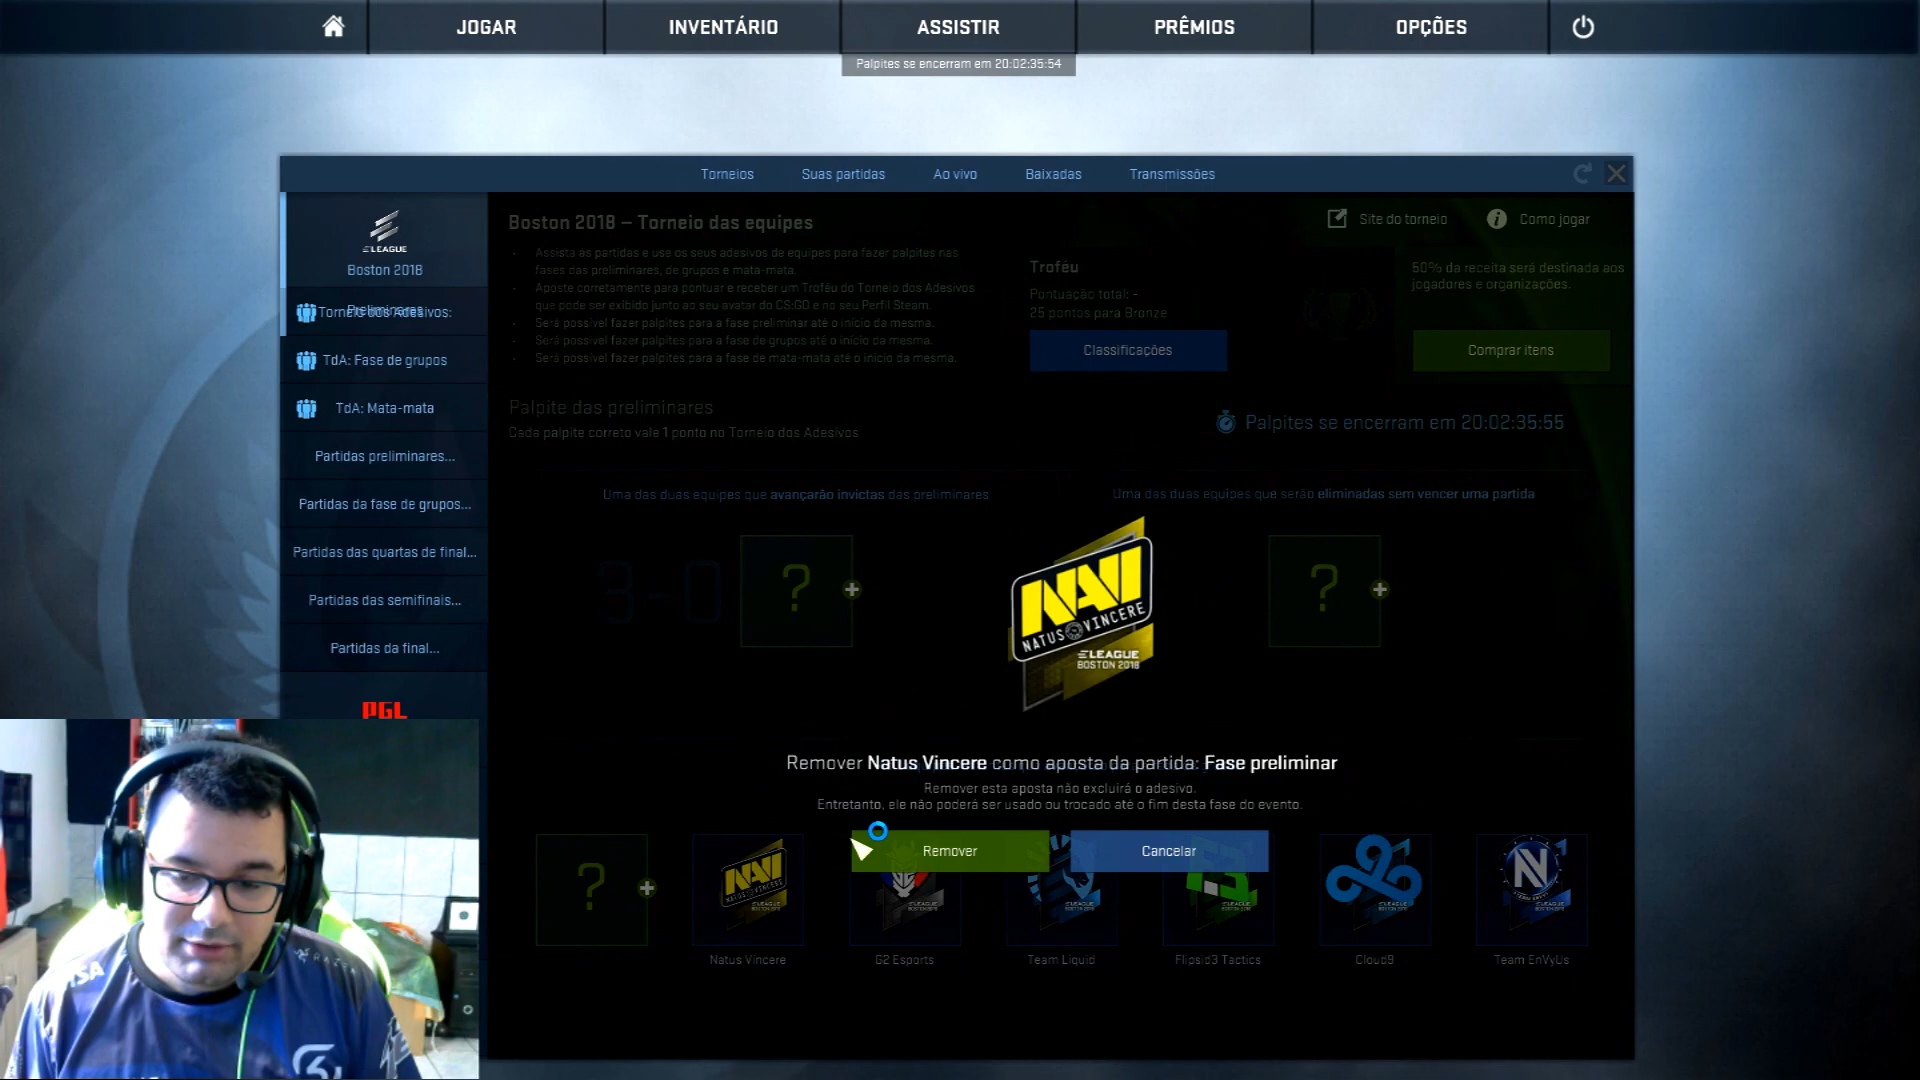 JOGAR
INVENTÁRIO
ASSISTIR
PRÊMIOS
OPÇÕES
Palpites se encerram em 20:02:35:54
Torneios
Suas partidas
Ao vivo
Baixadas
Transmissões
ELEAGUE
Boston 2018
Torneio dos Adesivos:
Preliminares
TdA: Fase de grupos
TdA: Mata-mata
Partidas preliminares...
Partidas da fase de grupos...
Partidas das quartas de final...
Partidas das semifinais...
Partidas da final...
PGL
Boston 2018 – Torneio das equipes
Site do torneio
Como jogar
Assista às partidas e use os seus adesivos de equipes para fazer palpites nas
fases das preliminares, de grupos e mata-mata.
Aposte corretamente para pontuar e receber um Troféu do Torneio dos Adesivos
que pode ser exibido junto ao seu avatar do CS:GO e no seu Perfil Steam.
Será possível fazer palpites para a fase preliminar até o início da mesma.
Será possível fazer palpites para a fase de grupos até o início da mesma.
Será possível fazer palpites para a fase de mata-mata até o início da mesma.
Troféu
Pontuação total: -
25 pontos para Bronze
Classificações
50% da receita será destinada aos
jogadores e organizações.
Comprar itens
Palpite das preliminares
Cada palpite correto vale 1 ponto no Torneio dos Adesivos
Palpites se encerram em 20:02:35:55
Uma das duas equipes que avançarão invictas das preliminares
Uma das duas equipes que serão eliminadas sem vencer uma partida
3-0
?
+
?
+
NAVI
NATUS VINCERE
ELEAGUE
BOSTON 2018
Remover Natus Vincere como aposta da partida: Fase preliminar
Remover esta aposta não excluirá o adesivo.
Entretanto, ele não poderá ser usado ou trocado até o fim desta fase do evento.
Remover
Cancelar
?
+
Natus Vincere
G2 Esports
Team Liquid
Flipsid3 Tactics
Cloud9
Team EnVyUs
VISA
RAZER
SK